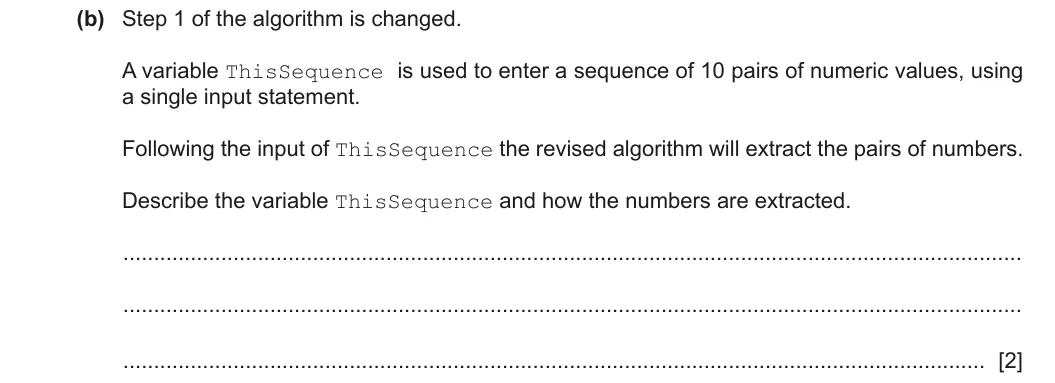 (b) Step 1 of the algorithm is changed.
A variable ThisSequence is used to enter a sequence of 10 pairs of numeric values, using
a single input statement.
Following the input of ThisSequence the revised algorithm will extract the pairs of numbers.
Describe the variable ThisSequence and how the numbers are extracted.
[2]